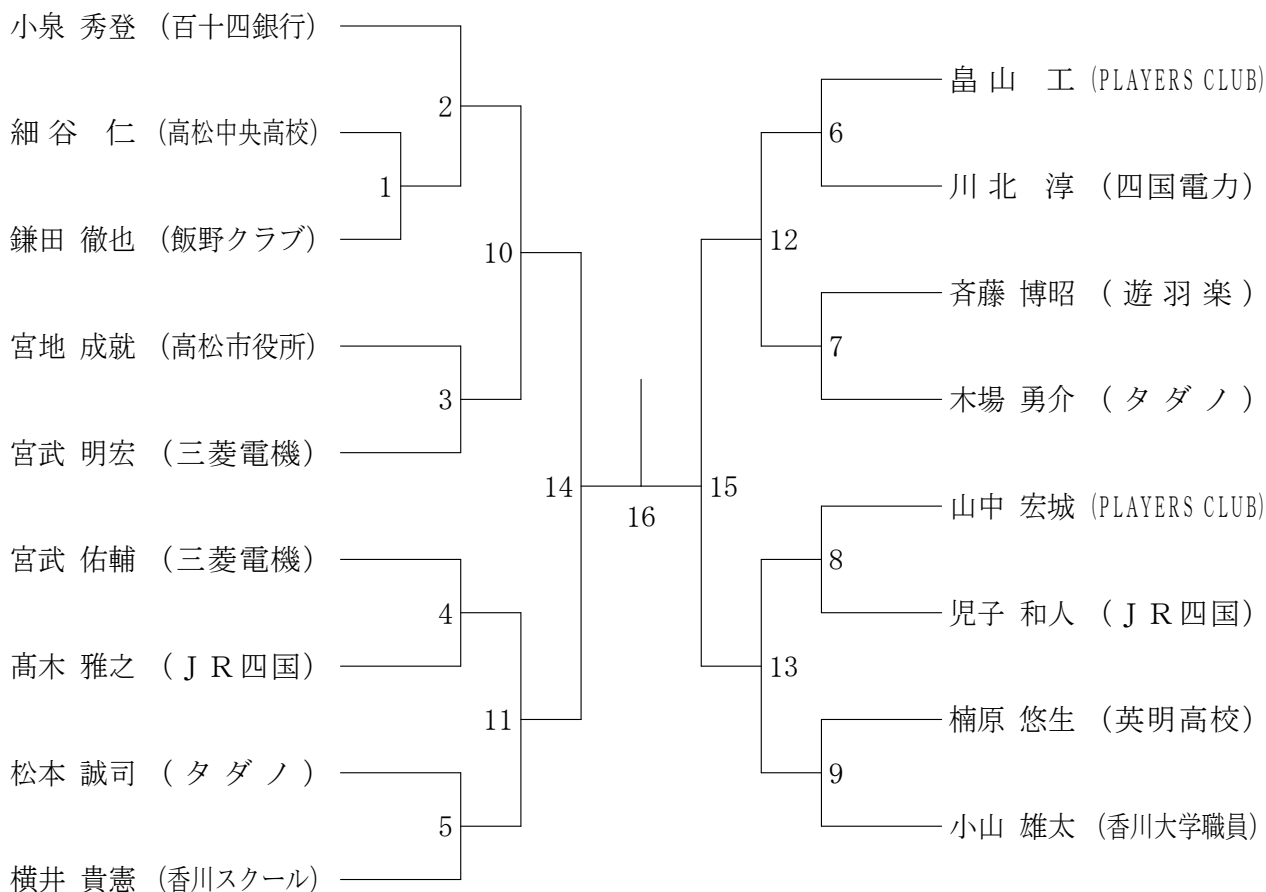 小泉 秀登 (百十四銀行)
細谷 仁 (高松中央高校)
鎌田 徹也 (飯野クラブ)
宮地 成就 (高松市役所)
宮武 明宏 (三菱電機)
宮武 佑輔 (三菱電機)
髙木 雅之 (ＪＲ四国)
松本 誠司 (タダノ)
横井 貴憲 (香川スクール)
1
2
3
4
5
10
11
14
16
15
12
13
6
7
8
9
畠山 工 (PLAYERS CLUB)
川北 淳 (四国電力)
斉藤 博昭 (遊羽楽)
木場 勇介 (タダノ)
山中 宏城 (PLAYERS CLUB)
児子 和人 (ＪＲ四国)
楠原 悠生 (英明高校)
小山 雄太 (香川大学職員)